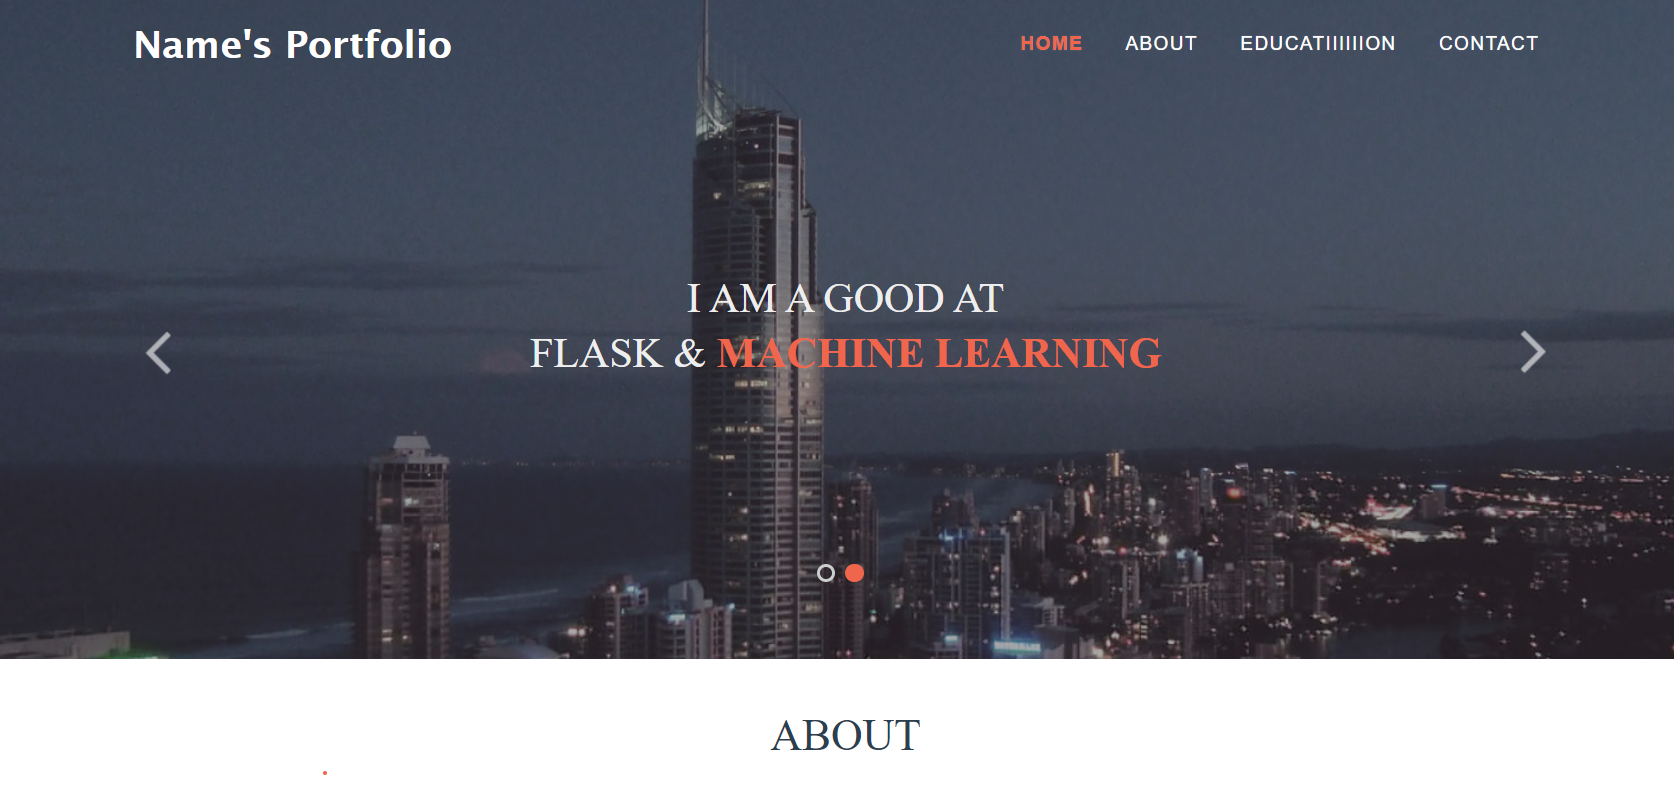 Name's Portfolio
HOME ABOUT EDUCATIIIIIION CONTACT
I AM A GOOD AT
FLASK & MACHINE LEARNING
ABOUT